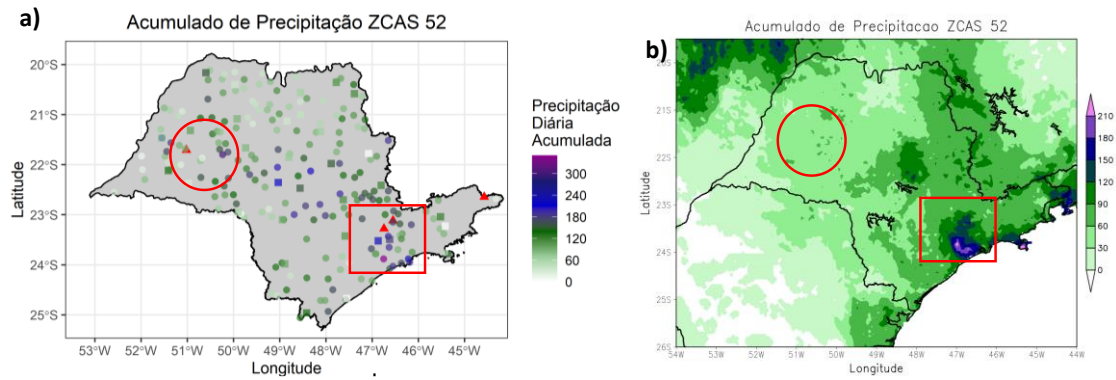 a)
Acumulado de Precipitação ZCAS 52
20°S
21°S
22°S
23°S
24°S
25°S
Latitude
53°W 52°W 51°W 50°W 49°W 48°W 47°W 46°W 45°W
Longitude
Precipitação
Diária
Acumulada
300
240
180
120
60
0
b)
Acumulado de Precipitacao ZCAS 52
21S
22S
23S
24S
25S
26S
Latitude
54W 53W 52W 51W 50W 49W 48W 47W 46W 45W 44W
Longitude
210
180
150
120
90
60
30
0